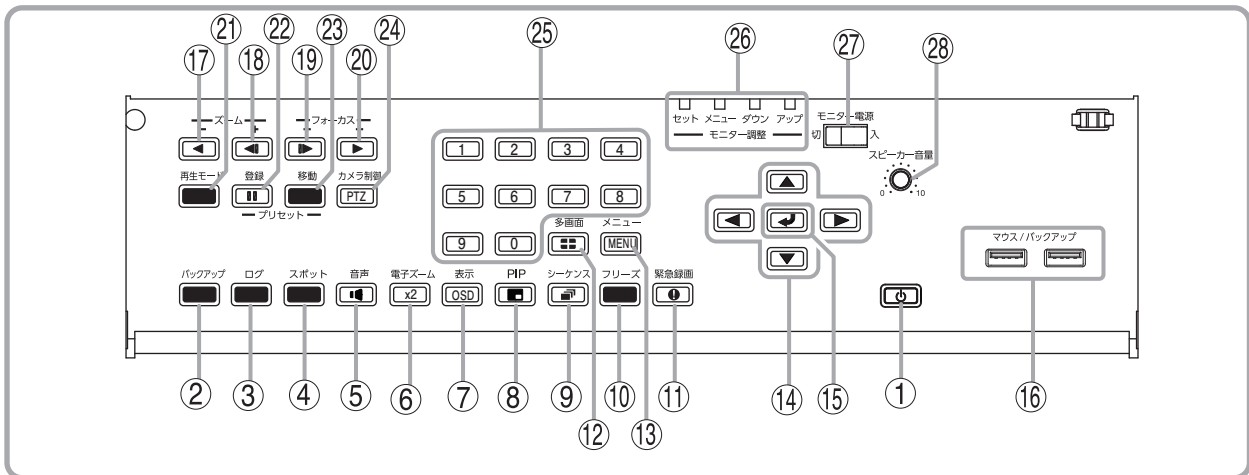 ㉑ ㉒ ㉓ ㉔ ㉕ ㉖ ㉗ ㉘
⑰ ⑱ ⑲ ⑳
ズーム フォーカス
− + − +
再生モード 登録 移動 カメラ制御
PTZ
プリセット
1 2 3 4
5 6 7 8
9 0
多画面 メニュー
MENU
セット メニュー ダウン アップ
モニター調整
モニター電源
切 入
スピーカー音量
0 10
マウス/バックアップ
バックアップ ログ スポット 音声 電子ズーム 表示 PIP シーケンス フリーズ 緊急録画
x2 OSD
② ③ ④ ⑤ ⑥ ⑦ ⑧ ⑨ ⑩ ⑪ ⑭ ⑮ ① ⑯
⑫ ⑬